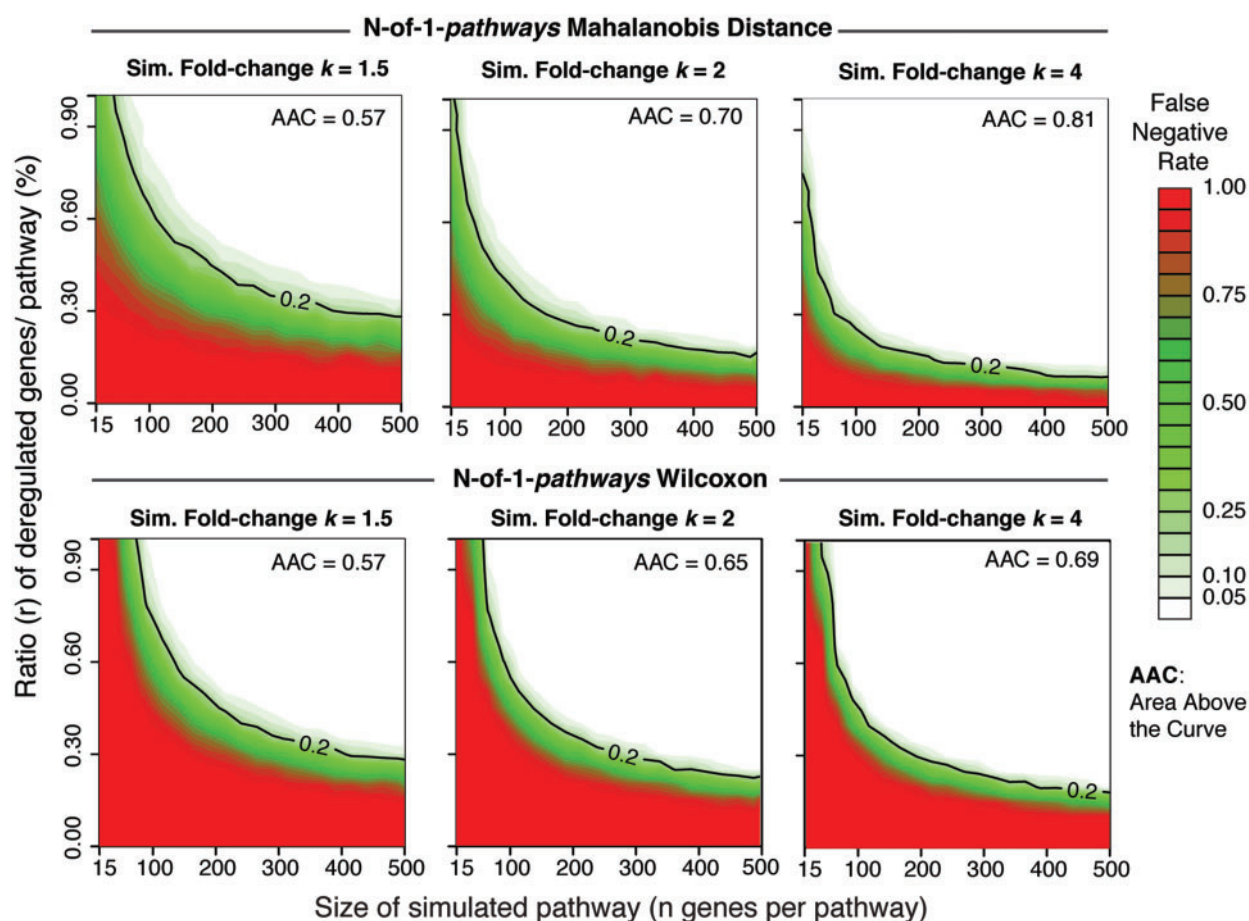 N-of-1-pathways Mahalanobis Distance
Sim. Fold-change k = 1.5
Sim. Fold-change k = 2
Sim. Fold-change k = 4
AAC = 0.57
AAC = 0.70
AAC = 0.81
0.2
0.2
0.2
0.90
0.60
0.30
0.00
15 100 200 300 400 500
15 100 200 300 400 500
15 100 200 300 400 500
N-of-1-pathways Wilcoxon
Sim. Fold-change k = 1.5
Sim. Fold-change k = 2
Sim. Fold-change k = 4
AAC = 0.57
AAC = 0.65
AAC = 0.69
0.2
0.2
0.2
0.90
0.60
0.30
0.00
15 100 200 300 400 500
15 100 200 300 400 500
15 100 200 300 400 500
Ratio (r) of deregulated genes/ pathway (%)
Size of simulated pathway (n genes per pathway)
False
Negative
Rate
1.00
0.75
0.50
0.25
0.10
0.05
AAC:
Area Above
the Curve